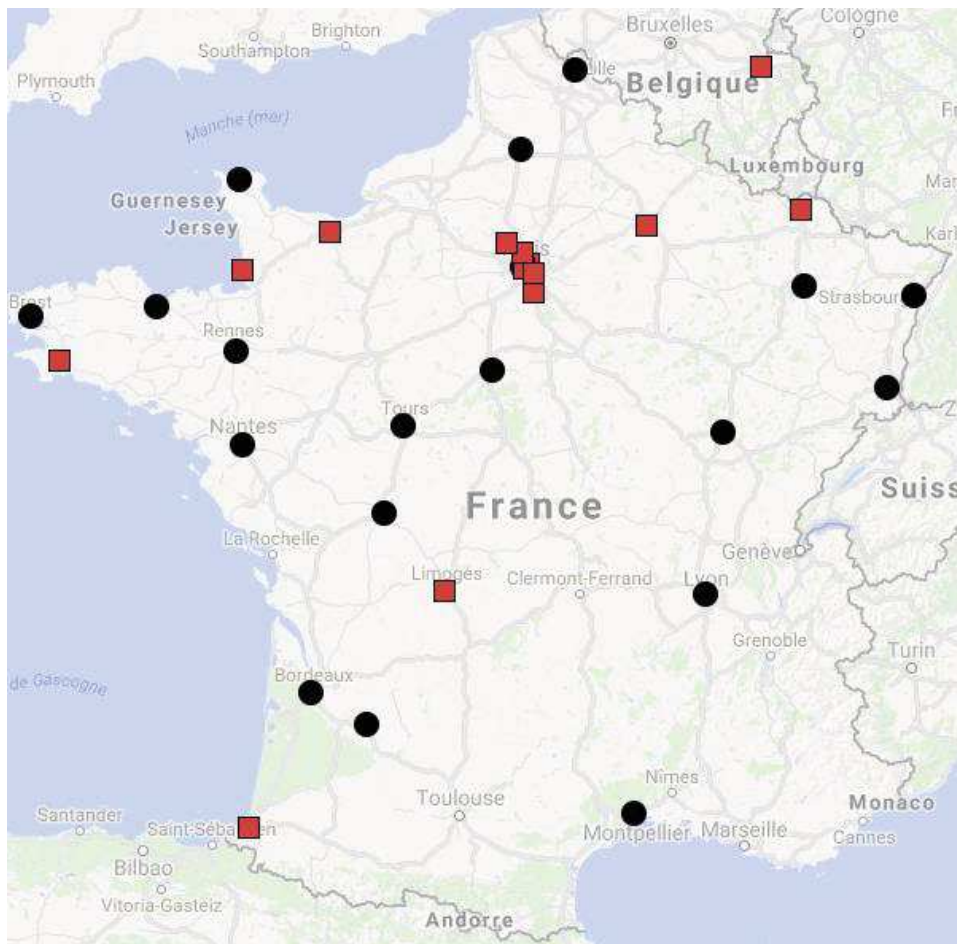 Bruxelles
Cologne
Brighton
Southampton
Plymouth
Belgique
Manche (mer)
Luxembourg
Guernesey
Jersey
Brest
Strasbourg
Rennes
Tours
Nantes
France
Suiss
La Rochelle
Genève
Limoges
Clermont-Ferrand
Lyon
Grenoble
Turin
Bordeaux
de Gascogne
Nîmes
Toulouse
Monaco
Santander
Saint-Sébastien
Montpellier
Marseille
Cannes
Bilbao
Vitoria-Gasteiz
Andorre